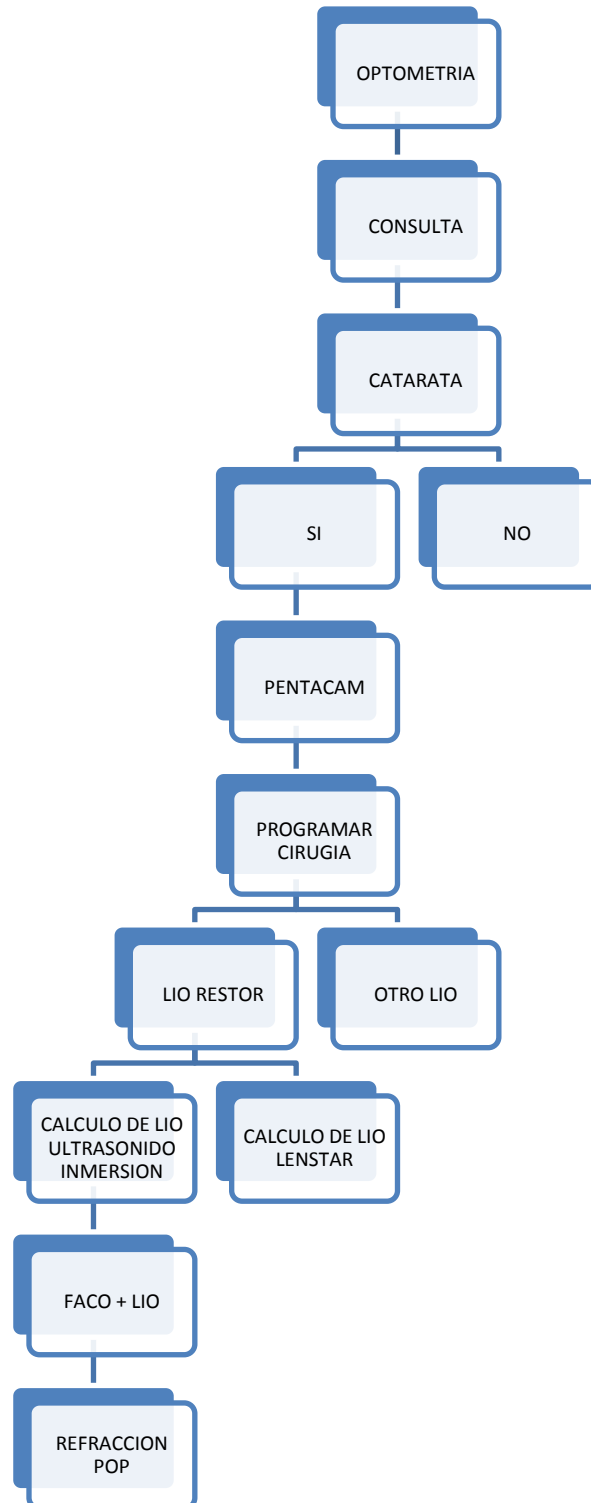 OPTOMETRIA
CONSULTA
CATARATA
SI
NO
PENTACAM
PROGRAMAR
CIRUGIA
LIO RESTOR
OTRO LIO
CALCULO DE LIO
ULTRASONIDO
INMERSION
CALCULO DE LIO
LENSTAR
FACO + LIO
REFRACCION
POP